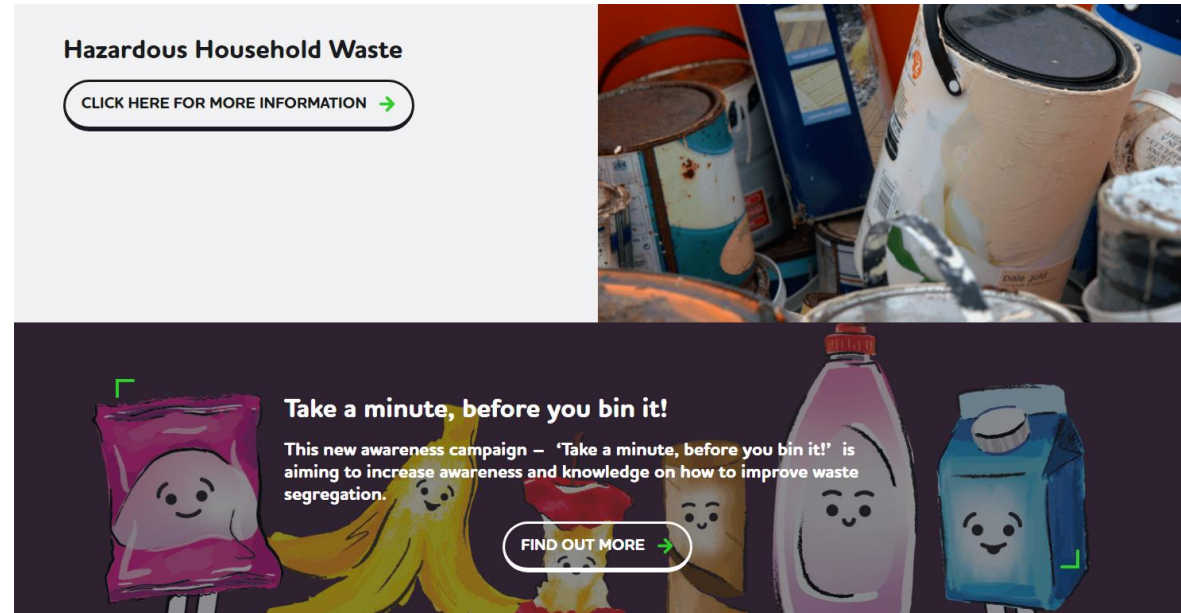 Hazardous Household Waste
CLICK HERE FOR MORE INFORMATION
pale gold
Take a minute, before you bin it!
This new awareness campaign – ‘Take a minute, before you bin it!’ is
aiming to increase awareness and knowledge on how to improve waste
segregation.
FIND OUT MORE